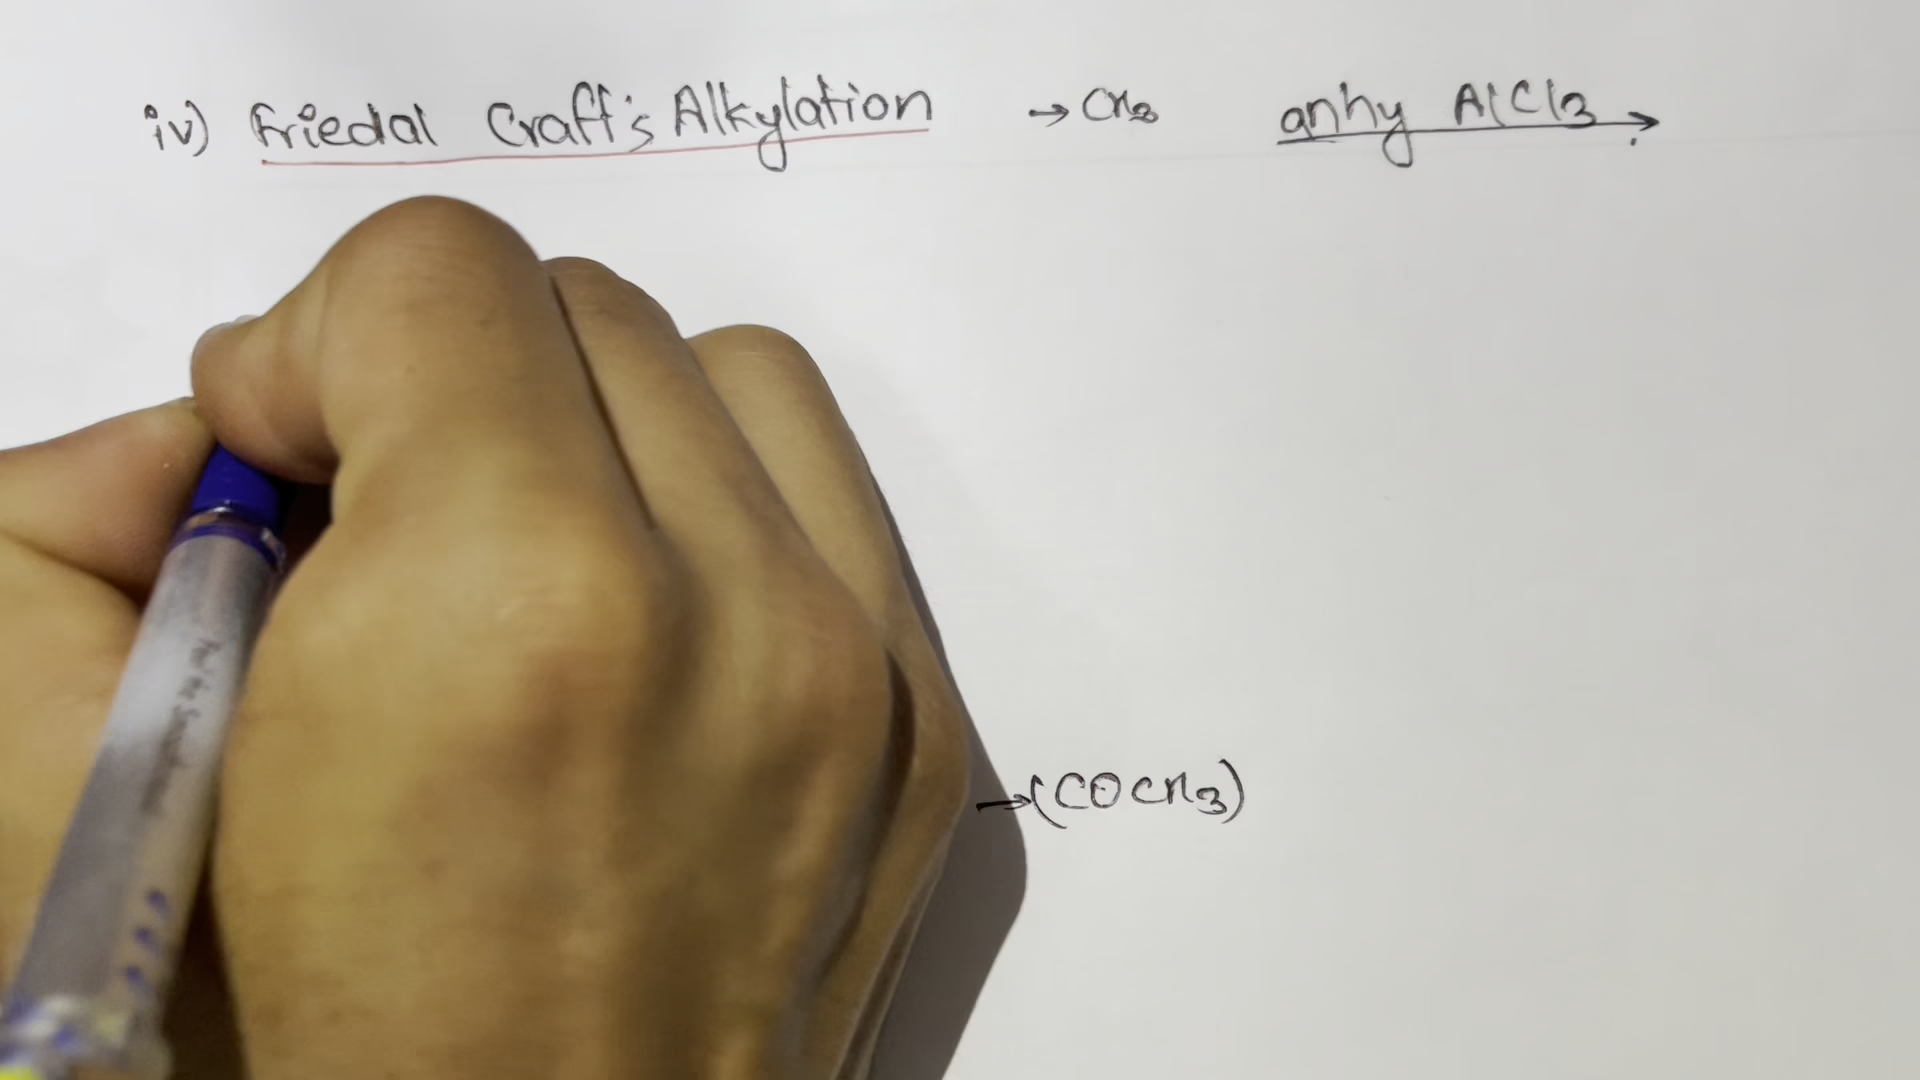 iv) Friedal Craft's Alkylation → CH3 anhy AlCl3 →
→ (COCH3)